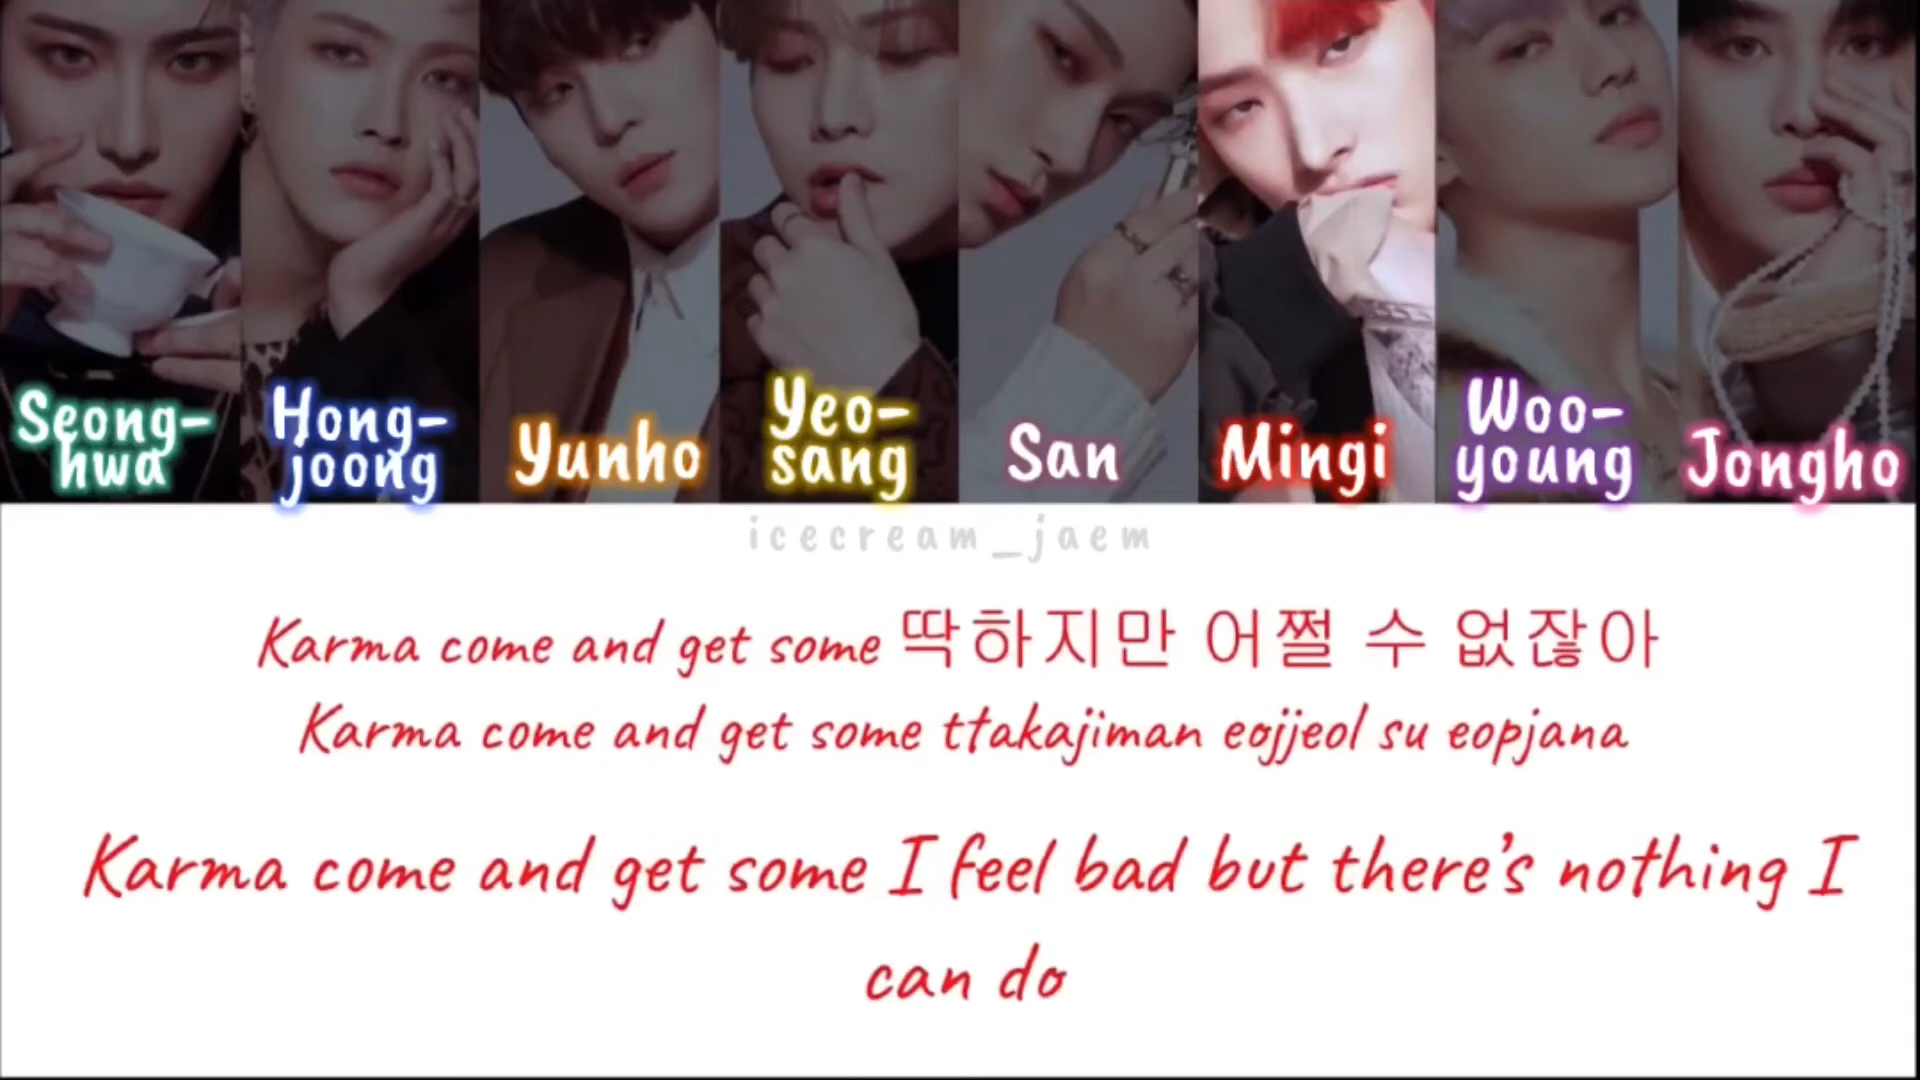 Seong-
hwa
Hong-
joong
Yunho
Yeo-
sang
San
Mingi
Woo-
young
Jongho
icecream_jaem
Karma come and get some 딱하지만 어쩔 수 없잖아
Karma come and get some ttakajiman eojjeol su eopjana
Karma come and get some I feel bad but there's nothing I
can do